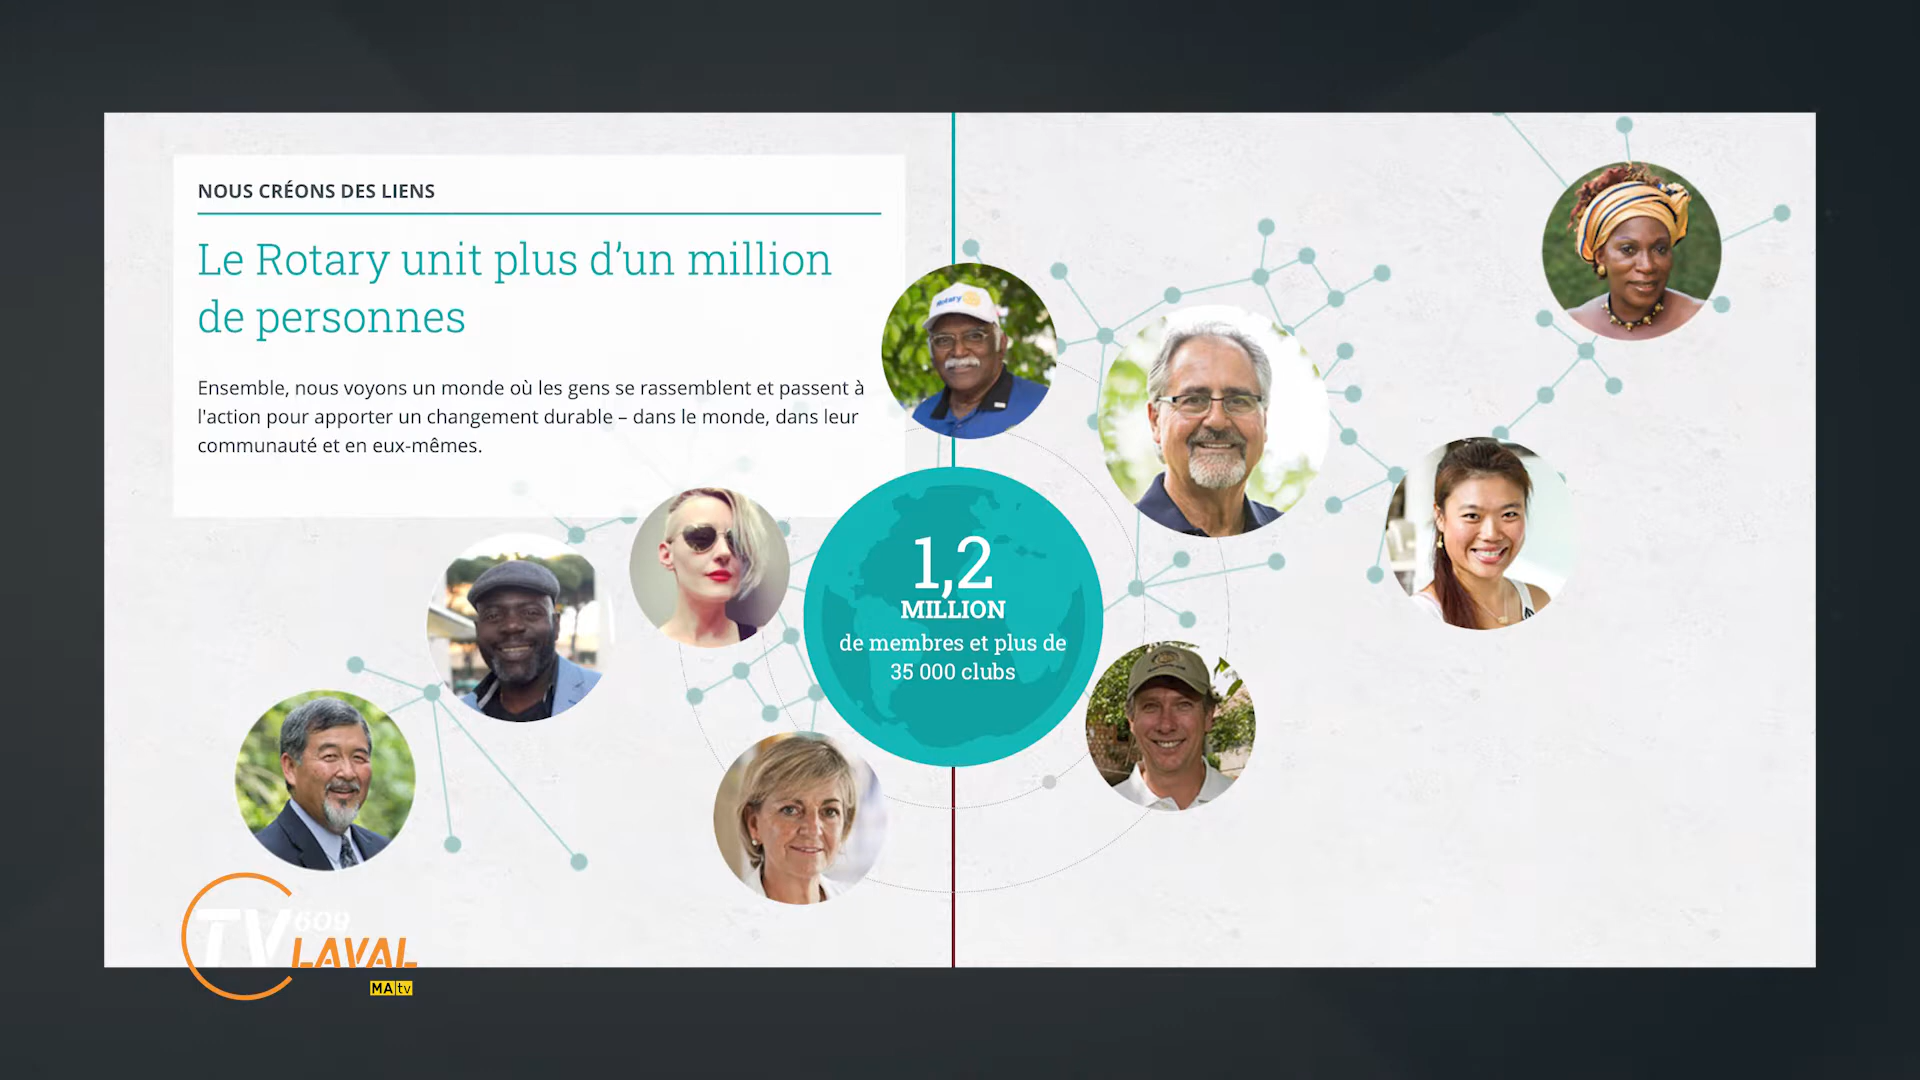 NOUS CRÉONS DES LIENS
Le Rotary unit plus d’un million
de personnes
Ensemble, nous voyons un monde où les gens se rassemblent et passent à
l'action pour apporter un changement durable – dans le monde, dans leur
communauté et en eux-mêmes.
Rotary
1,2
MILLION
de membres et plus de
35 000 clubs
TV 609
LAVAL
MAtv